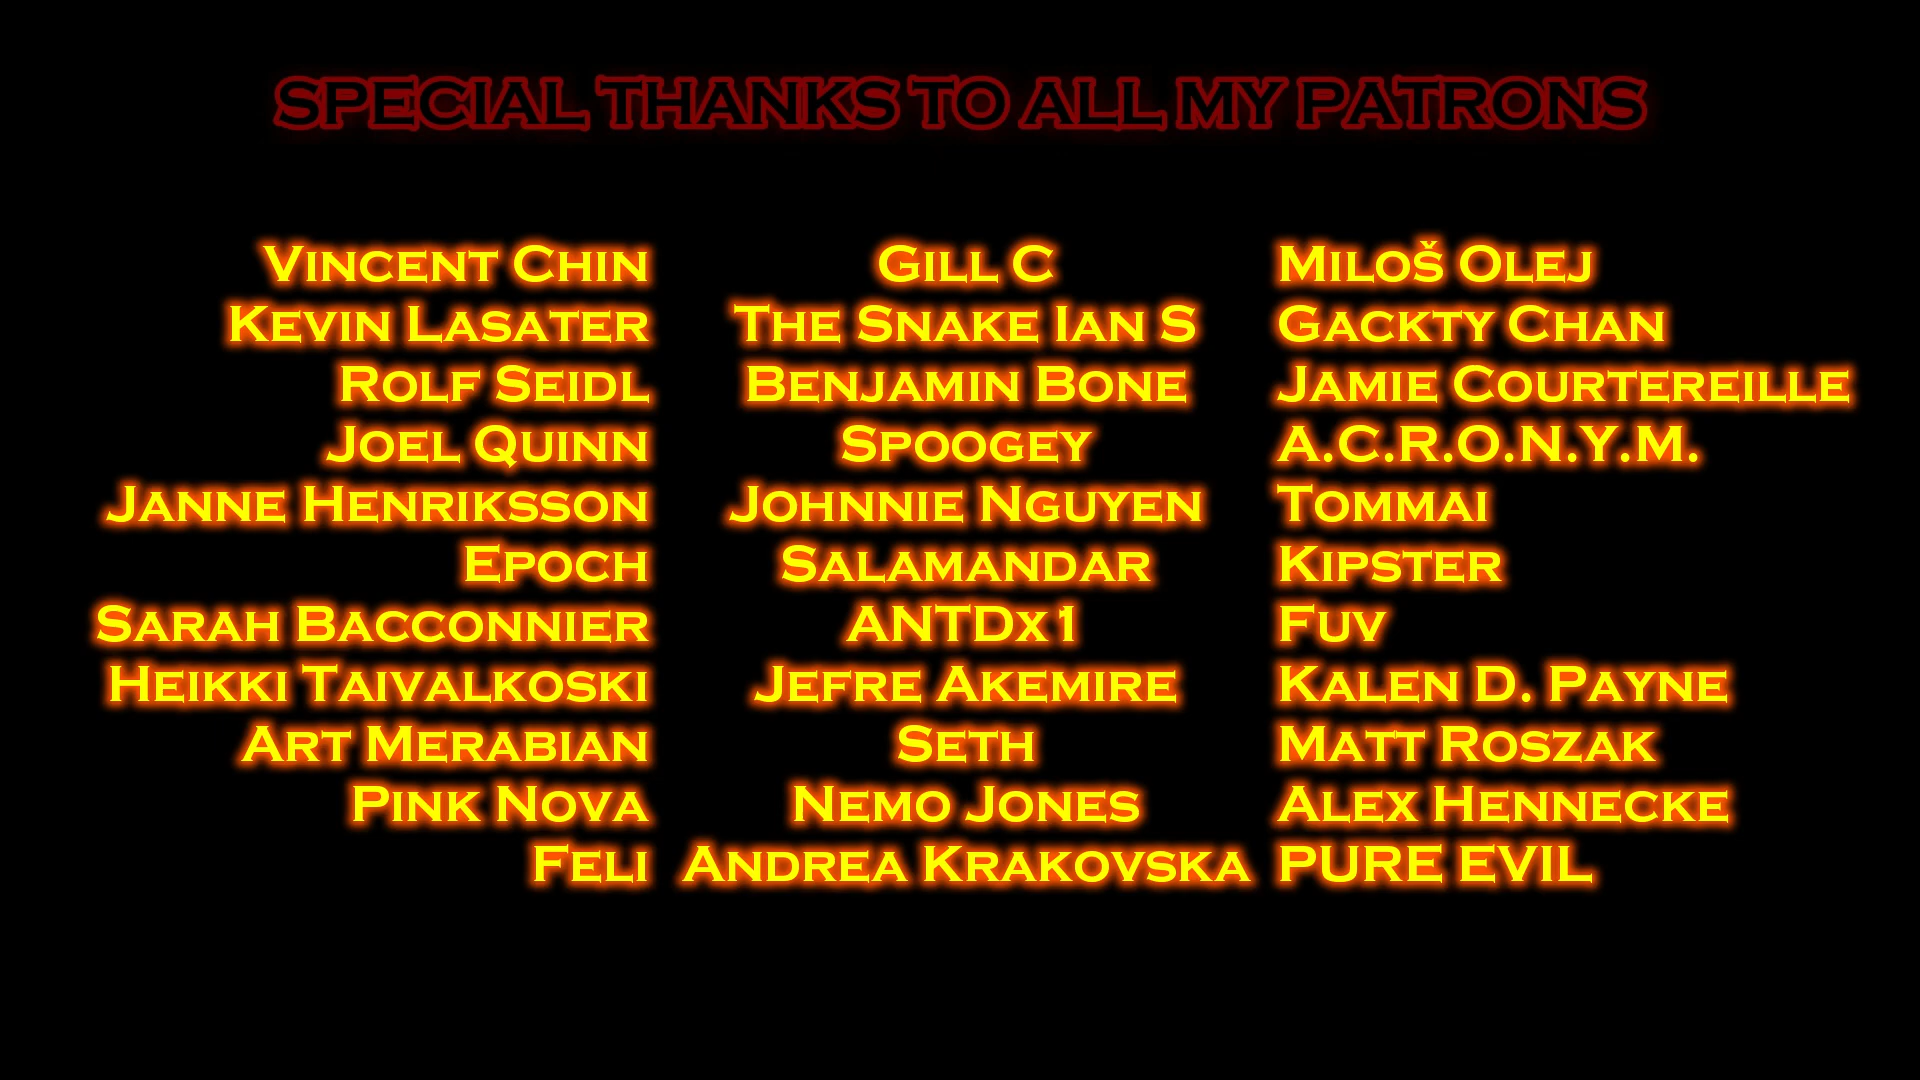 SPECIAL THANKS TO ALL MY PATRONS
Vincent Chin
Kevin Lasater
Rolf Seidl
Joel Quinn
Janne Henriksson
Epoch
Sarah Bacconnier
Heikki Taivalkoski
Art Merabian
Pink Nova
Feli
Gill C
The Snake Ian S
Benjamin Bone
Spoogey
Johnnie Nguyen
Salamandar
ANTDx1
Jefre Akemire
Seth
Nemo Jones
Andrea Krakovska
Miloš Olej
Gackty Chan
Jamie Courtereille
A.C.R.O.N.Y.M.
Tommai
Kipster
Fuv
Kalen D. Payne
Matt Roszak
Alex Hennecke
PURE EVIL